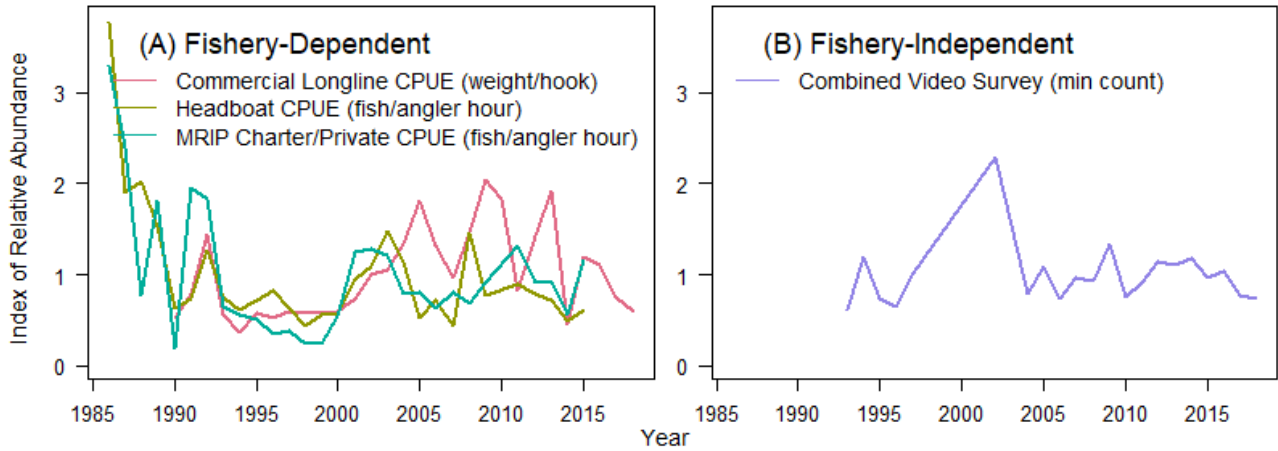 Index of Relative Abundance
(A) Fishery-Dependent
Commercial Longline CPUE (weight/hook)
Headboat CPUE (fish/angler hour)
MRIP Charter/Private CPUE (fish/angler hour)
3
2
1
0
1985 1990 1995 2000 2005 2010 2015
(B) Fishery-Independent
Combined Video Survey (min count)
3
2
1
0
1985 1990 1995 2000 2005 2010 2015
Year